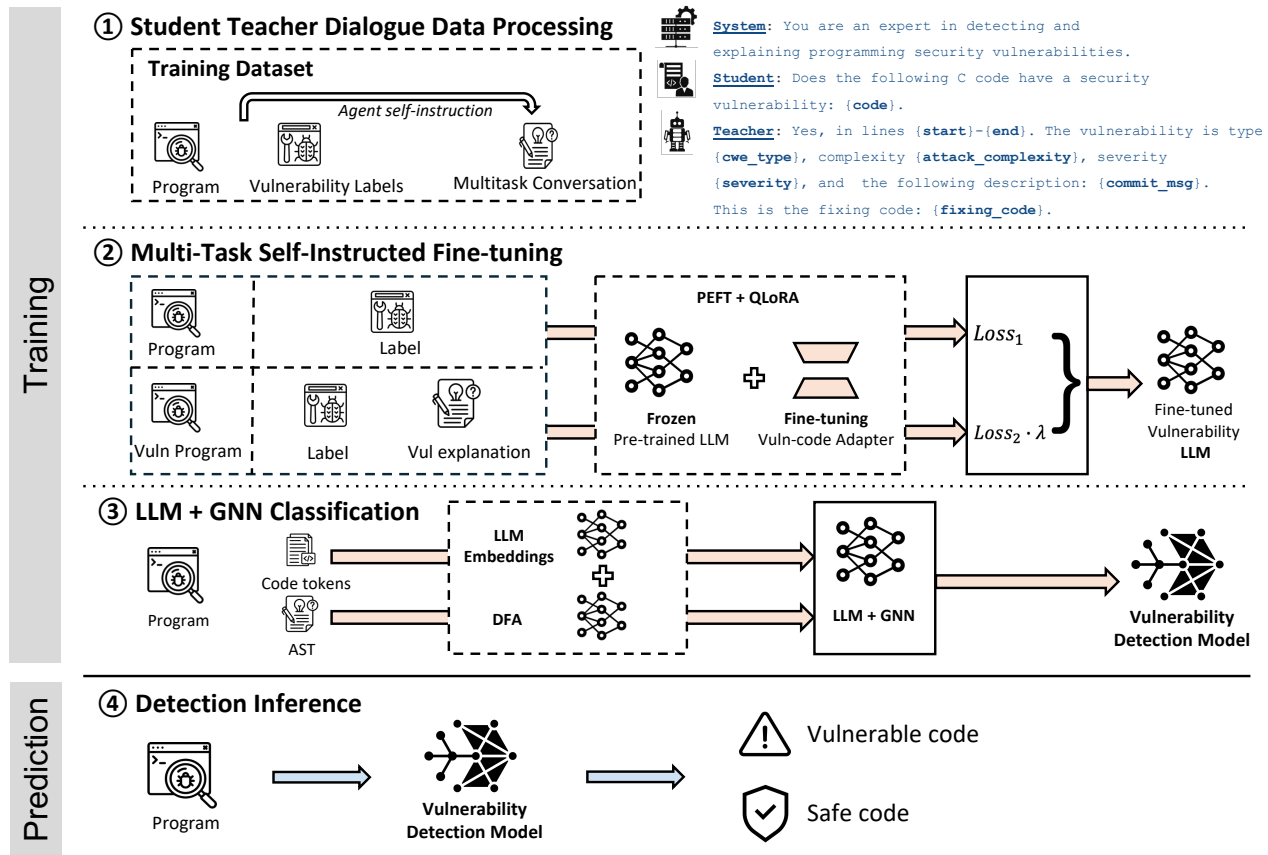 Training
① Student Teacher Dialogue Data Processing
Training Dataset
Agent self-instruction
Program
Vulnerability Labels
Multitask Conversation
System: You are an expert in detecting and
explaining programming security vulnerabilities.
Student: Does the following C code have a security
vulnerability: {code}.
Teacher: Yes, in lines {start}-{end}. The vulnerability is type
{cwe_type}, complexity {attack_complexity}, severity
{severity}, and the following description: {commit_msg}.
This is the fixing code: {fixing_code}.
② Multi-Task Self-Instructed Fine-tuning
Program
Label
Vuln Program
Label
Vul explanation
PEFT + QLoRA
Frozen
Pre-trained LLM
Fine-tuning
Vuln-code Adapter
Loss₁
Loss₂ · λ
Fine-tuned
Vulnerability
LLM
③ LLM + GNN Classification
Program
Code tokens
AST
LLM
Embeddings
DFA
LLM + GNN
Vulnerability
Detection Model
Prediction
④ Detection Inference
Program
Vulnerability
Detection Model
Vulnerable code
Safe code